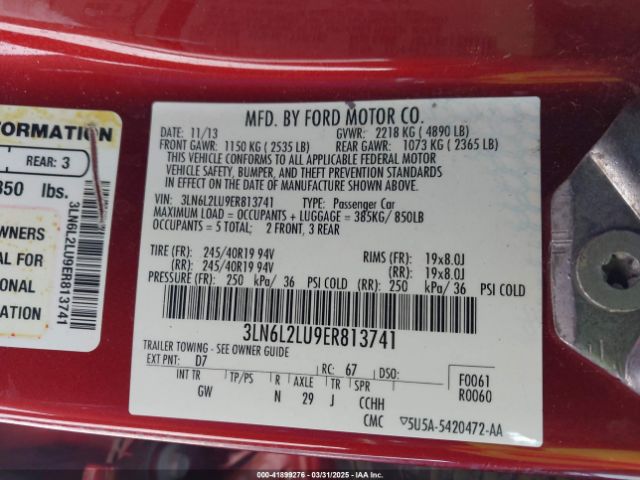 FORMATION
REAR: 3
850 lbs.
OWNERS
IAL FOR
IONAL
RMATION
3LN6L2LU9ER813741
MFD. BY FORD MOTOR CO.
DATE: 11/13 GVWR: 2218 KG ( 4890 LB)
FRONT GAWR: 1150 KG ( 2535 LB) REAR GAWR: 1073 KG ( 2365 LB)
THIS VEHICLE CONFORMS TO ALL APPLICABLE FEDERAL MOTOR
VEHICLE SAFETY, BUMPER, AND THEFT PREVENTION STANDARDS
IN EFFECT ON THE DATE OF MANUFACTURE SHOWN ABOVE.
VIN: 3LN6L2LU9ER813741 TYPE: Passenger Car
MAXIMUM LOAD = OCCUPANTS + LUGGAGE = 385KG/ 850LB
OCCUPANTS = 5 TOTAL: 2 FRONT, 3 REAR
TIRE (FR): 245/40R19 94V RIMS (FR): 19x8.0J
(RR): 245/40R19 94V (RR): 19x8.0J
PRESSURE (FR): 250 kPa/ 36 PSI COLD (RR): 250 kPa/ 36 PSI COLD
3LN6L2LU9ER813741
TRAILER TOWING - SEE OWNER GUIDE
EXT PNT: D7 RC: 67 DSO:
INT TR TP/PS R AXLE TR SPR
GW N 29 J CCHH
F0061
R0060
CMC ▽5U5A-5420472-AA
000-41899276 - 03/31/2025 - IAAI.COM